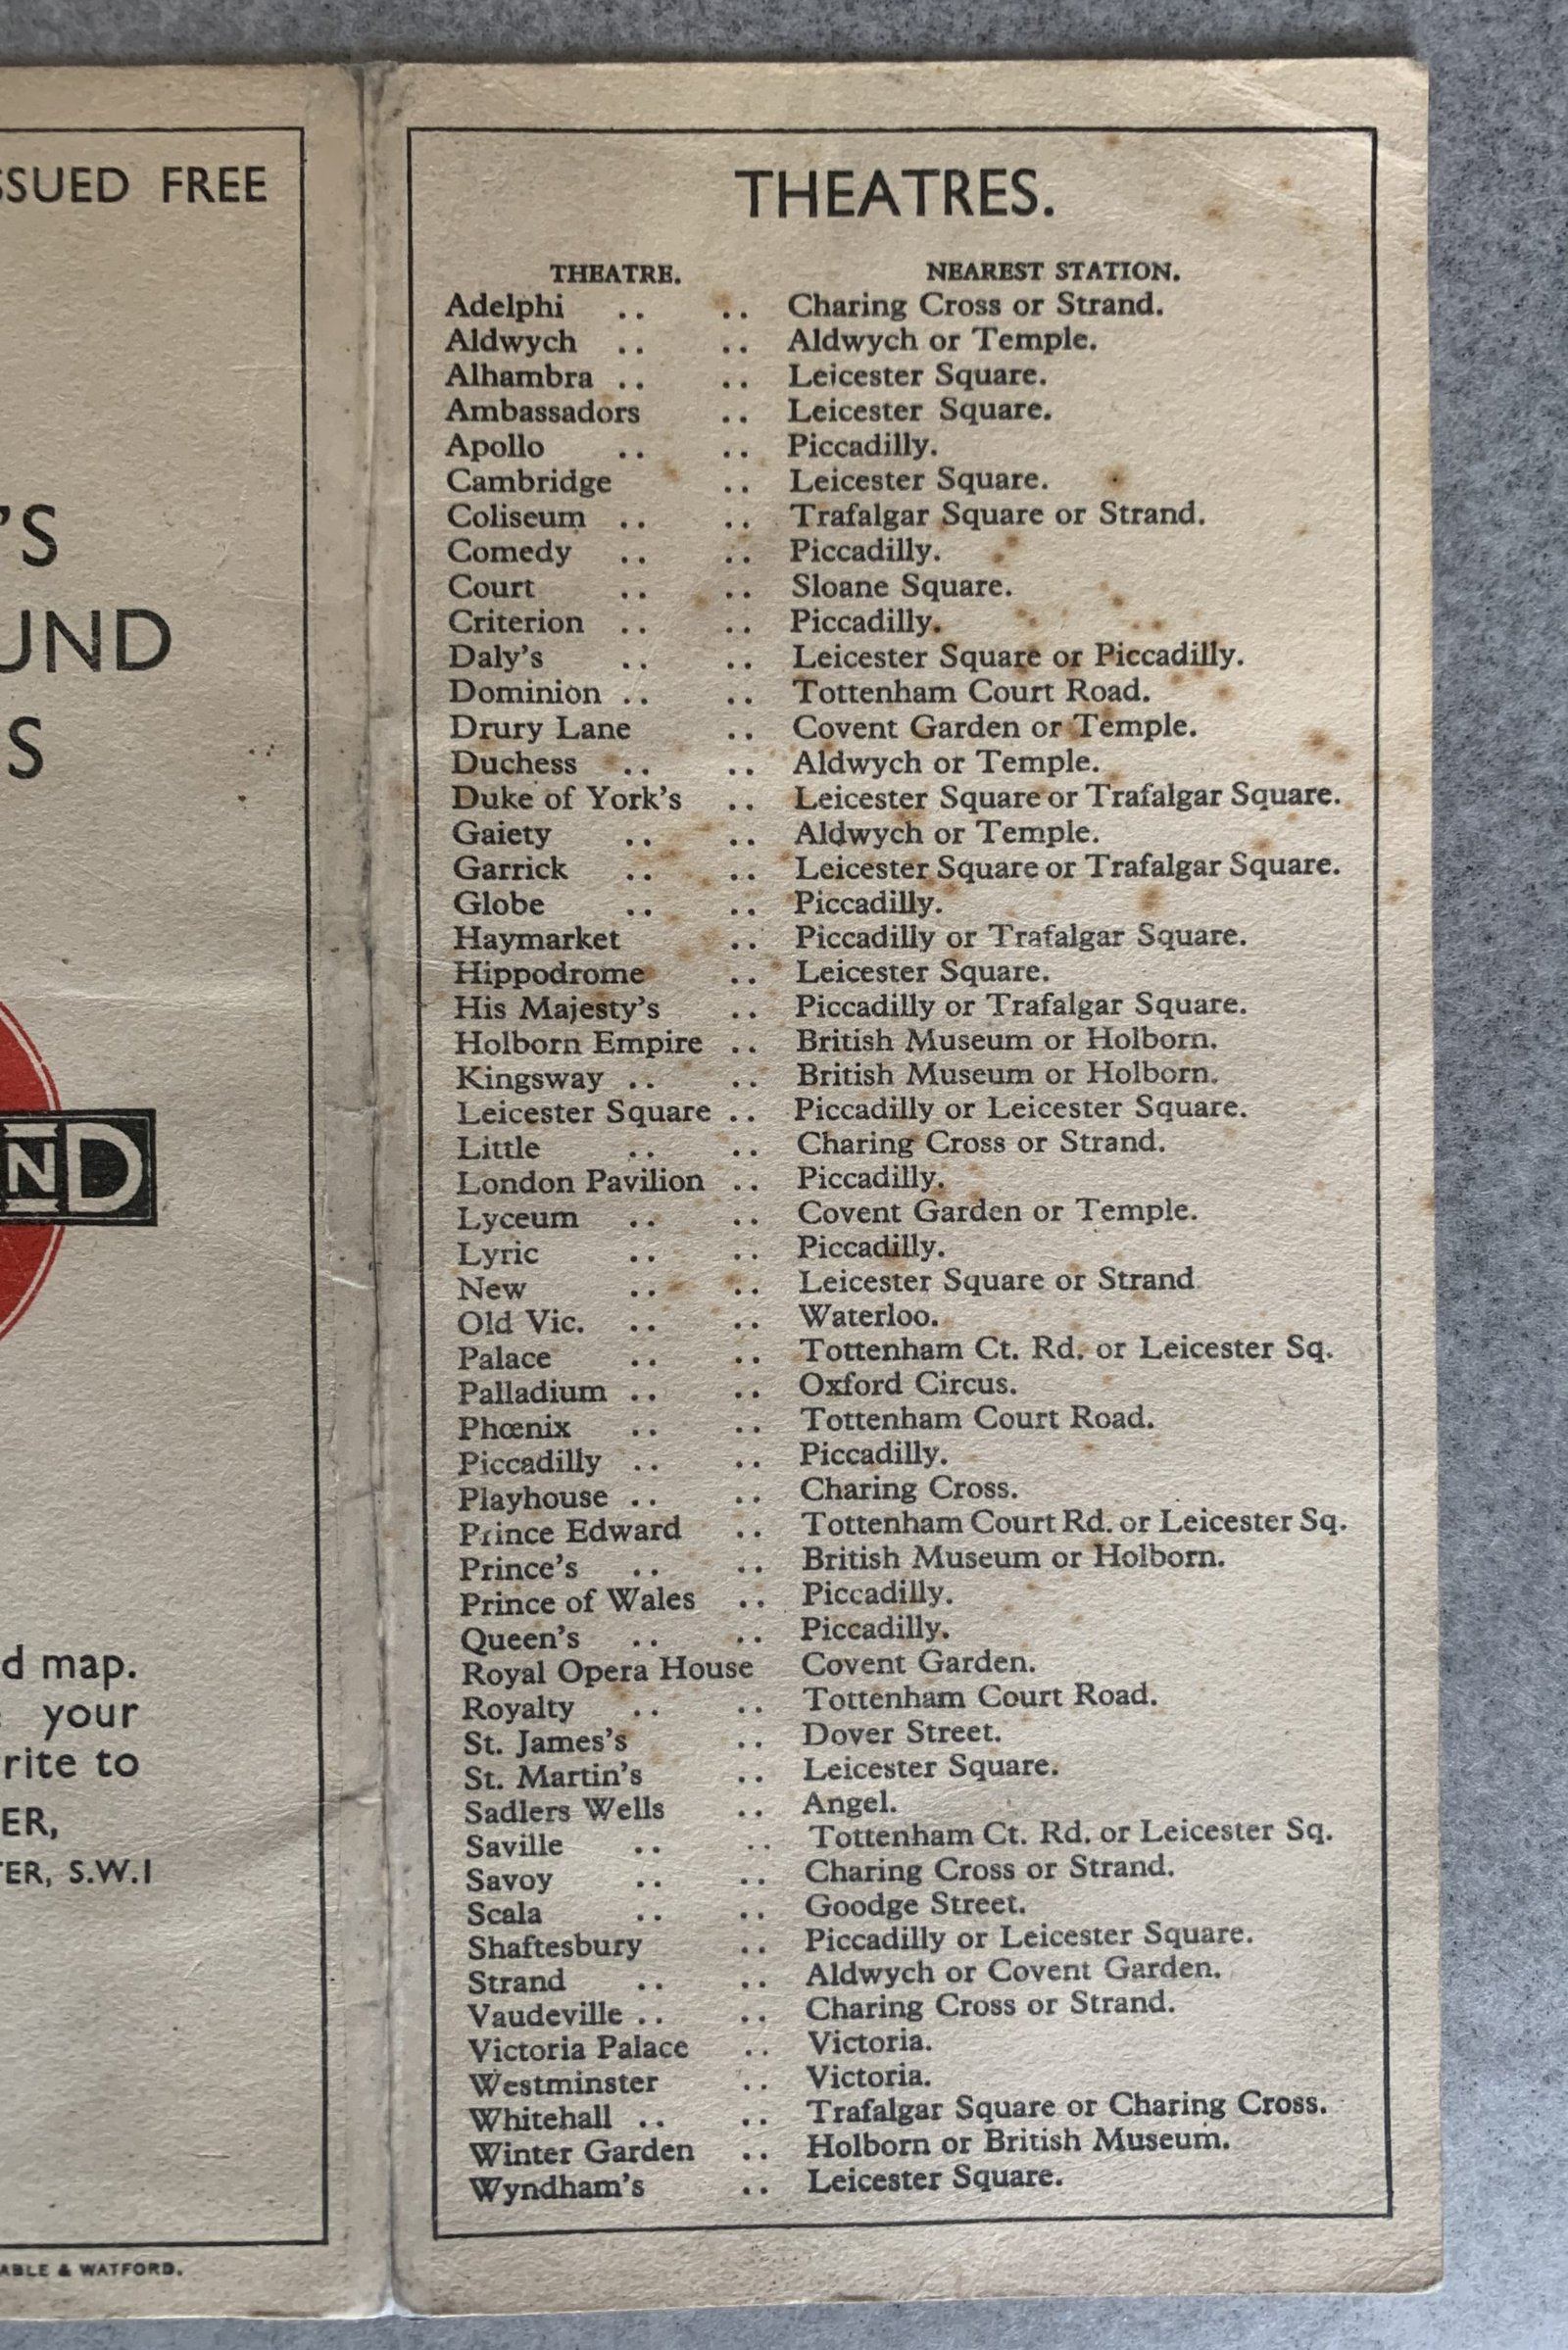 SSUED FREE
'S
UND
S
ND
d map.
your
rite to
ER,
TER, S.W.1
ABLE & WATFORD.
THEATRES.
THEATRE. NEAREST STATION.
Adelphi .. .. Charing Cross or Strand.
Aldwych .. .. Aldwych or Temple.
Alhambra .. .. Leicester Square.
Ambassadors .. Leicester Square.
Apollo .. .. Piccadilly.
Cambridge .. Leicester Square.
Coliseum .. .. Trafalgar Square or Strand.
Comedy .. .. Piccadilly.
Court .. .. Sloane Square.
Criterion .. .. Piccadilly.
Daly's .. .. Leicester Square or Piccadilly.
Dominion .. .. Tottenham Court Road.
Drury Lane .. Covent Garden or Temple.
Duchess .. .. Aldwych or Temple.
Duke of York's .. Leicester Square or Trafalgar Square.
Gaiety .. .. Aldwych or Temple.
Garrick .. .. Leicester Square or Trafalgar Square.
Globe .. .. Piccadilly.
Haymarket .. Piccadilly or Trafalgar Square.
Hippodrome .. Leicester Square.
His Majesty's .. Piccadilly or Trafalgar Square.
Holborn Empire .. British Museum or Holborn.
Kingsway .. .. British Museum or Holborn.
Leicester Square .. Piccadilly or Leicester Square.
Little .. .. Charing Cross or Strand.
London Pavilion .. Piccadilly.
Lyceum .. .. Covent Garden or Temple.
Lyric .. .. Piccadilly.
New .. .. Leicester Square or Strand
Old Vic. .. .. Waterloo.
Palace .. .. Tottenham Ct. Rd. or Leicester Sq.
Palladium .. .. Oxford Circus.
Phœnix .. .. Tottenham Court Road.
Piccadilly .. .. Piccadilly.
Playhouse .. .. Charing Cross.
Prince Edward .. Tottenham Court Rd. or Leicester Sq.
Prince's .. .. British Museum or Holborn.
Prince of Wales .. Piccadilly.
Queen's .. .. Piccadilly.
Royal Opera House Covent Garden.
Royalty .. .. Tottenham Court Road.
St. James's .. Dover Street.
St. Martin's .. Leicester Square.
Sadlers Wells .. Angel.
Saville .. .. Tottenham Ct. Rd. or Leicester Sq.
Savoy .. .. Charing Cross or Strand.
Scala .. .. Goodge Street.
Shaftesbury .. Piccadilly or Leicester Square.
Strand .. .. Aldwych or Covent Garden.
Vaudeville .. .. Charing Cross or Strand.
Victoria Palace .. Victoria.
Westminster .. Victoria.
Whitehall .. .. Trafalgar Square or Charing Cross.
Winter Garden .. Holborn or British Museum.
Wyndham's .. Leicester Square.